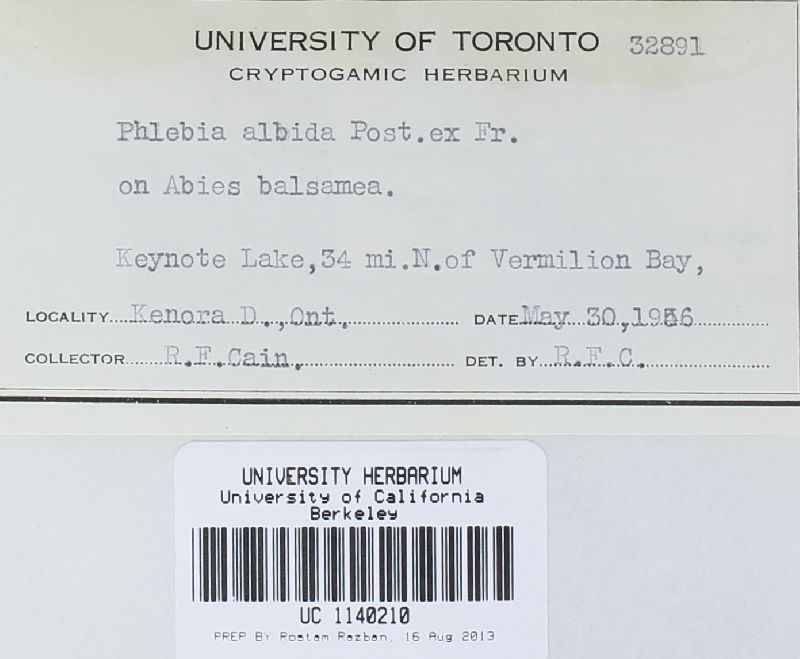 UNIVERSITY OF TORONTO 32891
CRYPTOGAMIC HERBARIUM
Phlebia albida Post.ex Fr.
on Abies balsamea.
Keynote Lake,34 mi.N.of Vermilion Bay,
LOCALITY Kenora D.,Ont. DATE May 30,1956
COLLECTOR R.F.Cain. DET. BY R.F.C.
UNIVERSITY HERBARIUM
University of California
Berkeley
UC 1140210
PREP BY Rostam Razban, 16 Aug 2013